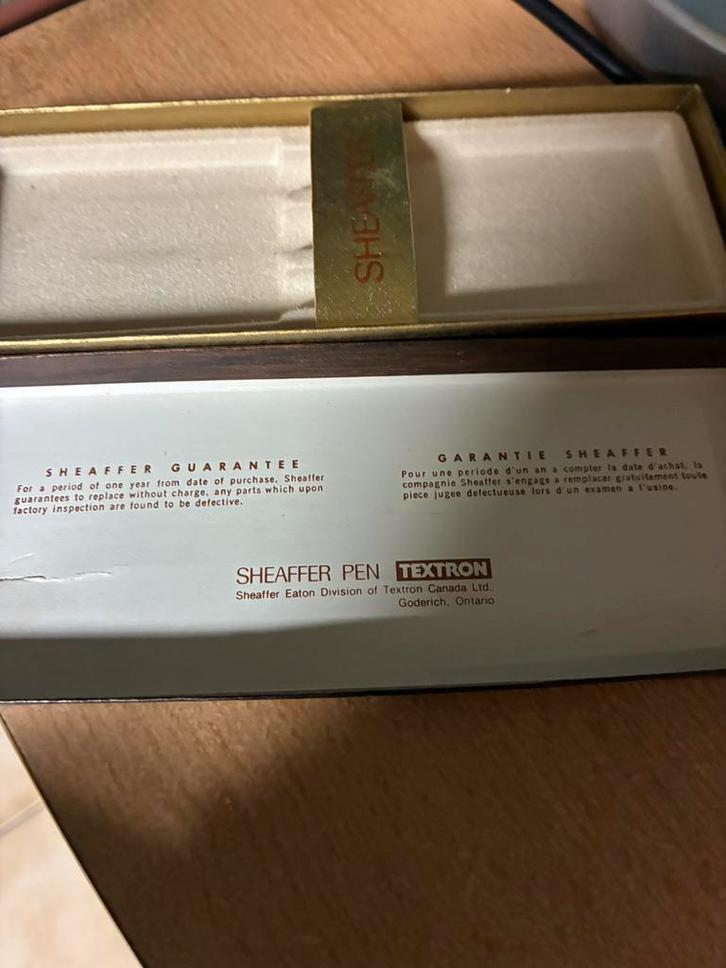 SHEAFFER
SHEAFFER GUARANTEE
For a period of one year from date of purchase, Sheaffer
guarantees to replace without charge, any parts which upon
factory inspection are found to be defective.
GARANTIE SHEAFFER
Pour une periode d'un an a compter la date d'achat, la
compagnie Sheaffer s'engage a remplacer gratuitement toute
piece jugee defectueuse lors d'un examen a l'usine.
SHEAFFER PEN TEXTRON
Sheaffer Eaton Division of Textron Canada Ltd.
Goderich, Ontario